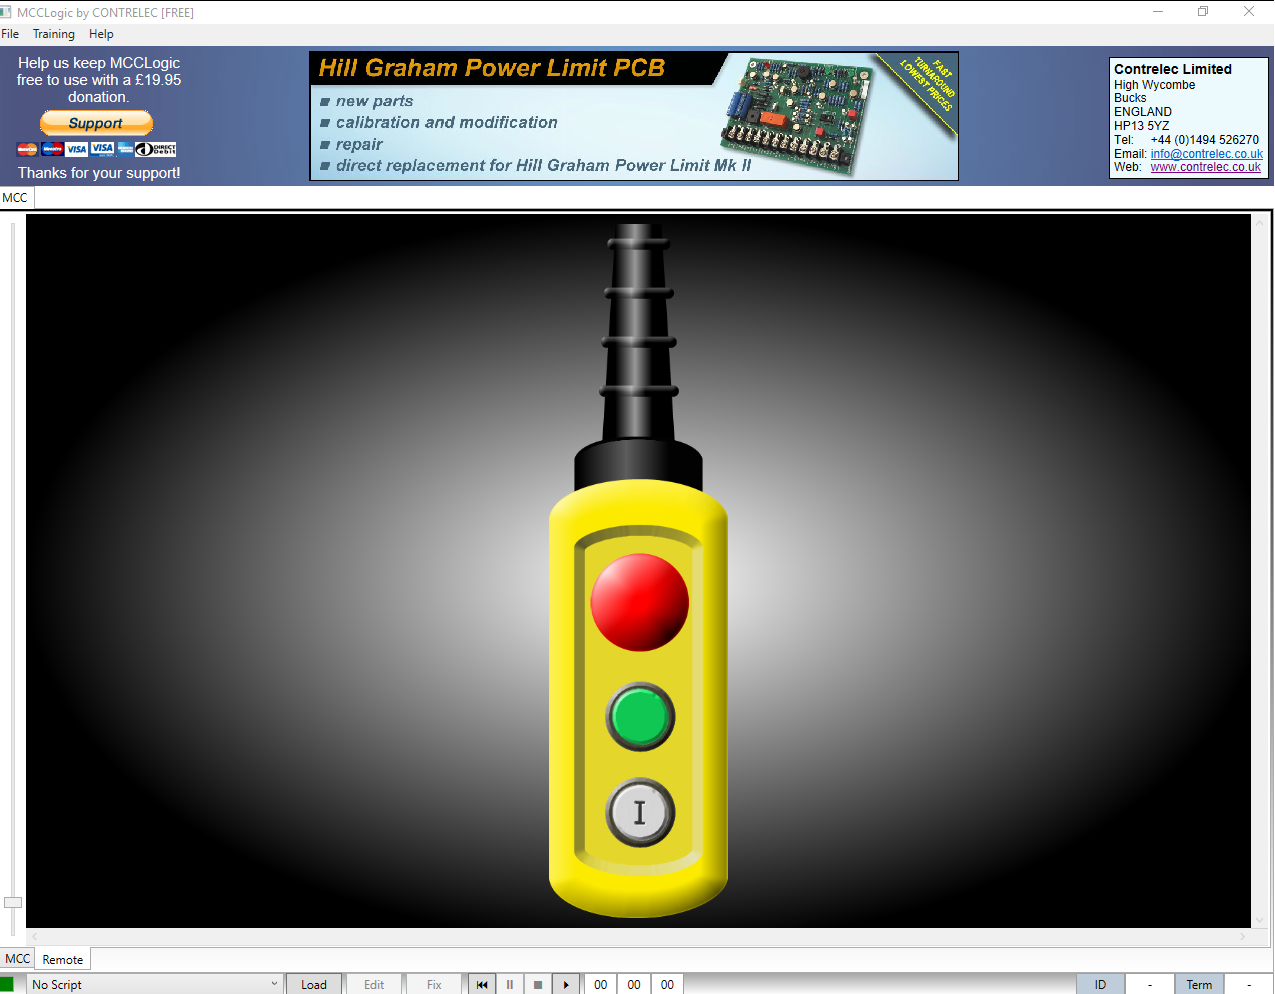 MCCLogic by CONTRELEC [FREE]
File Training Help
Help us keep MCCLogic
free to use with a £19.95
donation.
Support
MasterCard Maestro VISA VISA DIRECT Debit
Thanks for your support!
Hill Graham Power Limit PCB
new parts
calibration and modification
repair
direct replacement for Hill Graham Power Limit Mk II
FAST
TURNAROUND
LOWEST PRICES
Contrelec Limited
High Wycombe
Bucks
ENGLAND
HP13 5YZ
Tel: +44 (0)1494 526270
Email: info@contrelec.co.uk
Web: www.contrelec.co.uk
MCC
I
MCC Remote
No Script Load Edit Fix 00 00 00 ID - Term -